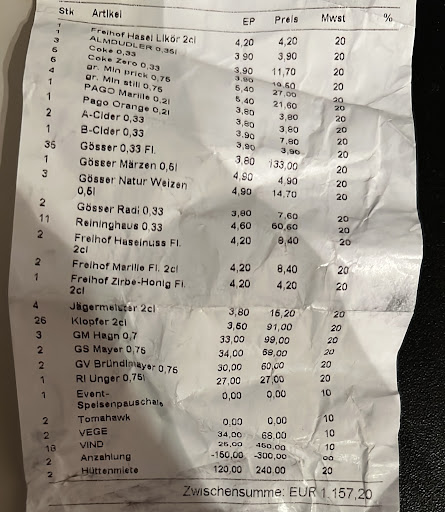 Stk Artikel EP Preis Mwst %
1 Freihof Hasel Likör 2cl 4,20 4,20 20
1 ALMDUDLER 0,35l 3,90 3,90 20
3 Coke 0,33 3,90 11,70 20
5 Coke Zero 0,33 3,90 19,50 20
5 gr. Min prick 0,75 5,40 27,00 20
4 gr. Min still 0,75 5,40 21,60 20
1 PAGO Marille 0,2l 3,80 3,80 20
1 Pago Orange 0,2l 3,80 3,80 20
2 A-Cider 0,33 3,90 7,80 20
1 B-Cider 0,33 3,90 3,90 20
35 Gösser 0,33 Fl. 3,80 133,00 20
1 Gösser Märzen 0,5l 4,90 4,90 20
3 Gösser Natur Weizen 4,90 14,70 20
0,5l
2 Gösser Radl 0,33 3,80 7,60 20
11 Reininghaus 0,33 4,60 50,60 20
2 Freihof Haselnuss Fl. 4,20 8,40 20
2cl
2 Freihof Marille Fl. 2cl 4,20 8,40 20
1 Freihof Zirbe-Honig Fl. 4,20 4,20 20
2cl
4 Jägermeister 2cl 3,80 15,20 20
26 Klopfer 2cl 3,50 91,00 20
3 GM Hagn 0,7 33,00 99,00 20
2 GS Mayer 0,75 34,00 68,00 20
2 GV Bründlmayer 0,75 30,00 60,00 20
1 RI Unger 0,75l 27,00 27,00 20
1 Event- 0,00 0,00 10
Speisenpauschale
2 Tomahawk 0,00 0,00 10
2 VEGE 34,00 68,00 10
18 VIND 25,00 450,00 10
2 Anzahlung -150,00 -300,00
2 Hüttenmiete 120,00 240,00 20
Zwischensumme: EUR 1.157,20